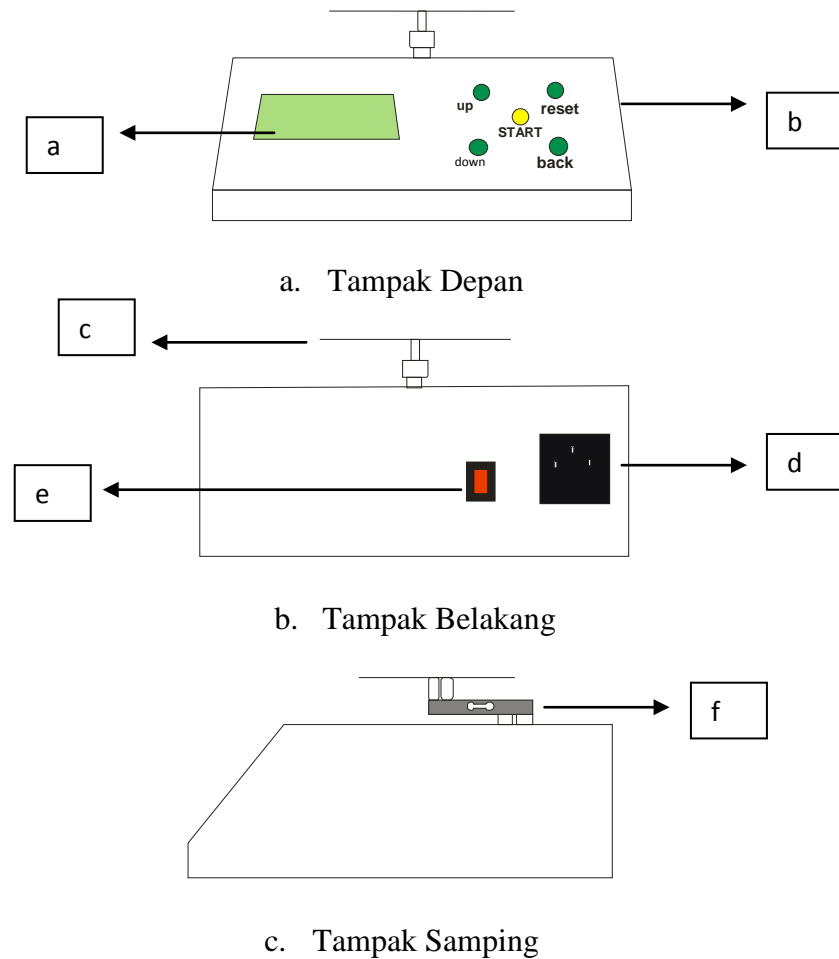 up
reset
START
down
back
a
b
a. Tampak Depan
c
d
e
b. Tampak Belakang
f
c. Tampak Samping